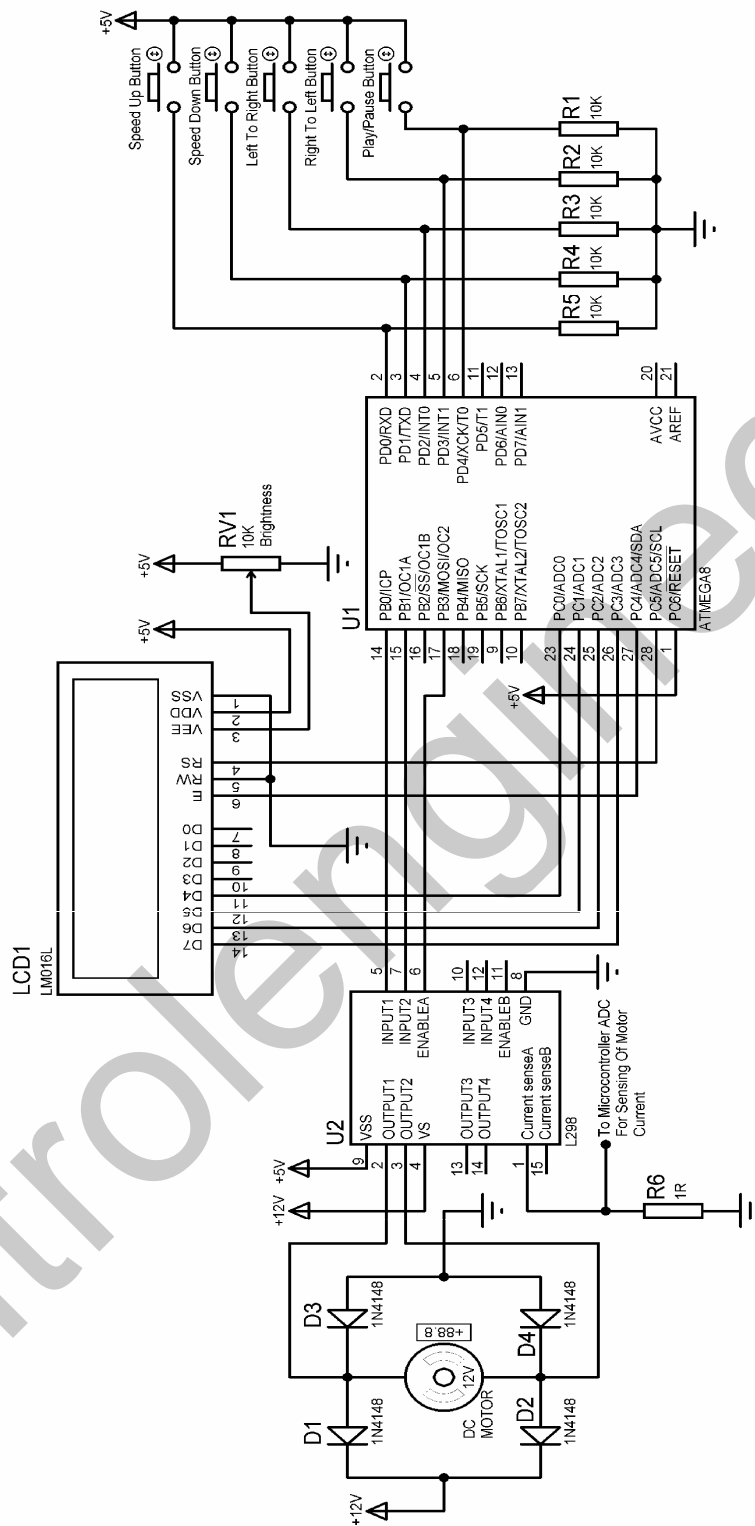 +5V
Speed Up Button
Speed Down Button
Left To Right Button
Right To Left Button
Play/Pause Button
R1
10K
R2
10K
R3
10K
R4
10K
R5
10K
LCD1
LM016L
VSS
VDD
VEE
RS
RW
E
D0
D1
D2
D3
D4
D5
D6
D7
1
2
3
4
5
6
7
8
9
10
11
12
13
14
+5V
+5V
RV1
10K
Brightness
U1
PB0/ICP
PB1/OC1A
PB2/SS/OC1B
PB3/MOSI/OC2
PB4/MISO
PB5/SCK
PB6/XTAL1/TOSC1
PB7/XTAL2/TOSC2
PC0/ADC0
PC1/ADC1
PC2/ADC2
PC3/ADC3
PC4/ADC4/SDA
PC5/ADC5/SCL
PC6/RESET
14
15
16
17
18
19
9
10
23
24
25
26
27
28
1
PD0/RXD
PD1/TXD
PD2/INT0
PD3/INT1
PD4/XCK/T0
PD5/T1
PD6/AIN0
PD7/AIN1
AVCC
AREF
2
3
4
5
6
11
12
13
20
21
ATMEGA8
+5V
U2
VSS
OUTPUT1
OUTPUT2
VS
OUTPUT3
OUTPUT4
Current senseA
Current senseB
9
2
3
4
13
14
1
15
INPUT1
INPUT2
ENABLEA
INPUT3
INPUT4
ENABLEB
GND
5
7
6
10
12
11
8
L298
+5V
+12V
To Microcontroller ADC
For Sensing Of Motor
Current
R6
1R
D3
1N4148
D4
1N4148
D1
1N4148
D2
1N4148
+88.8
12V
DC
MOTOR
+12V
trolenginee